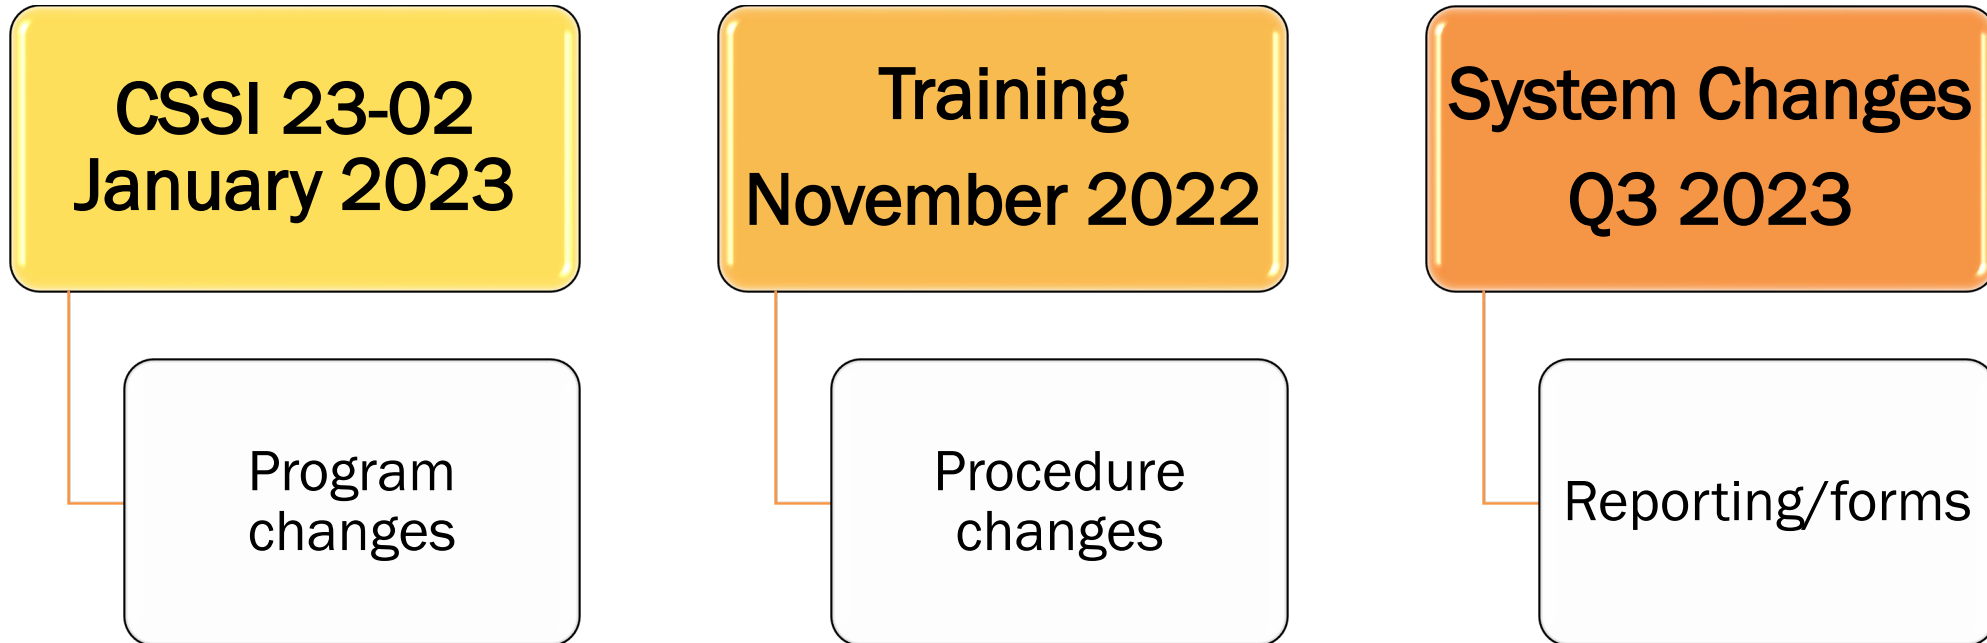 CSSI 23-02
January 2023
Program
changes
Training
November 2022
Procedure
changes
System Changes
Q3 2023
Reporting/forms